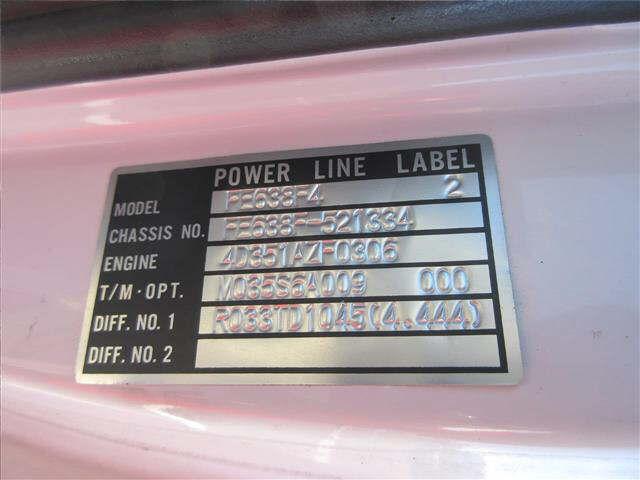 POWER LINE LABEL
MODEL FE638F4 2
CHASSIS NO. FE638F-521334
ENGINE 4D351AZF0306
T/M·OPT. M035S6A009 000
DIFF. NO. 1 R033TD1045(4.444)
DIFF. NO. 2